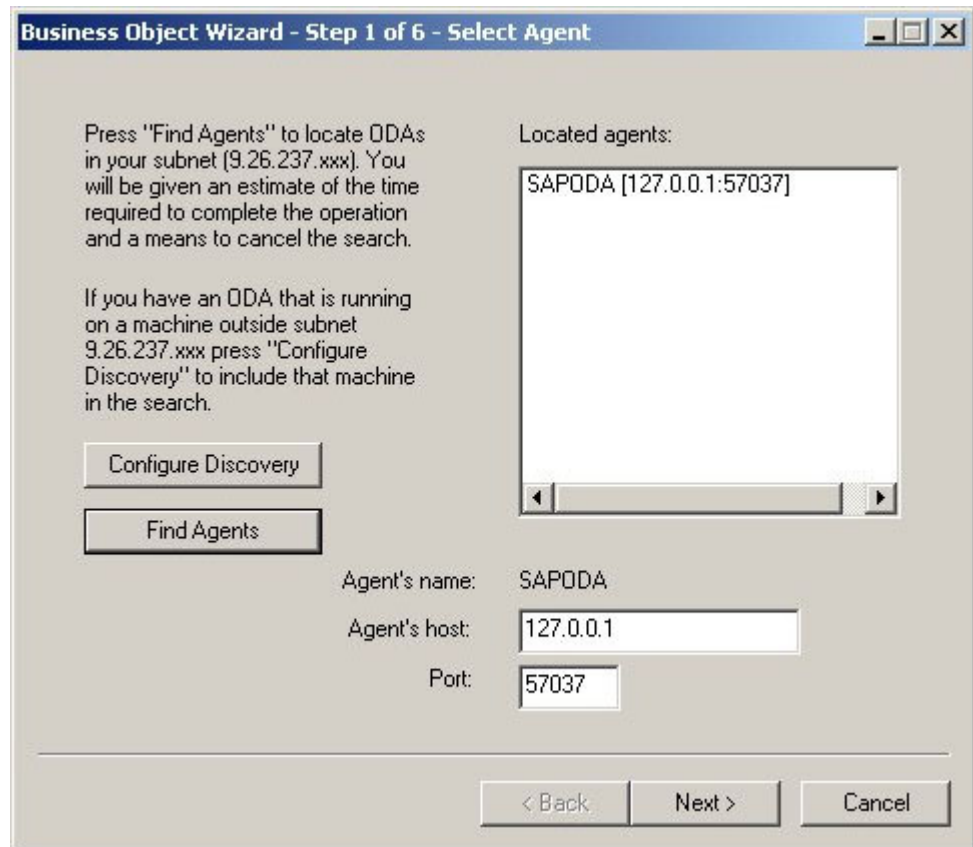 Business Object Wizard - Step 1 of 6 - Select Agent
Press "Find Agents" to locate ODAs
in your subnet (9.26.237.xxx). You
will be given an estimate of the time
required to complete the operation
and a means to cancel the search.
If you have an ODA that is running
on a machine outside subnet
9.26.237.xxx press "Configure
Discovery" to include that machine
in the search.
Configure Discovery
Find Agents
Located agents:
SAPODA [127.0.0.1:57037]
Agent's name: SAPODA
Agent's host: 127.0.0.1
Port: 57037
< Back Next > Cancel